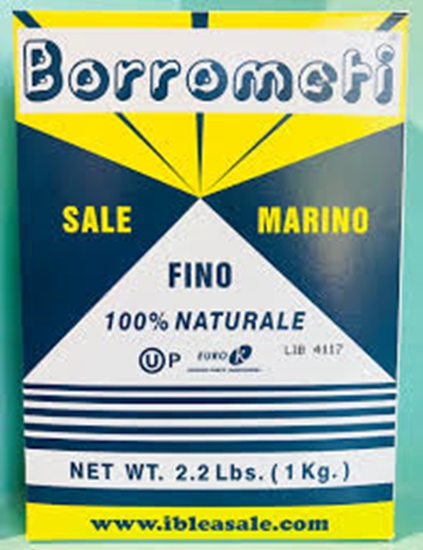 Borrometi
SALE MARINO
FINO
100% NATURALE
Ⓤ P EURO K LIB 4117
NET WT. 2.2 Lbs. (1 Kg.)
www.ibleasale.com